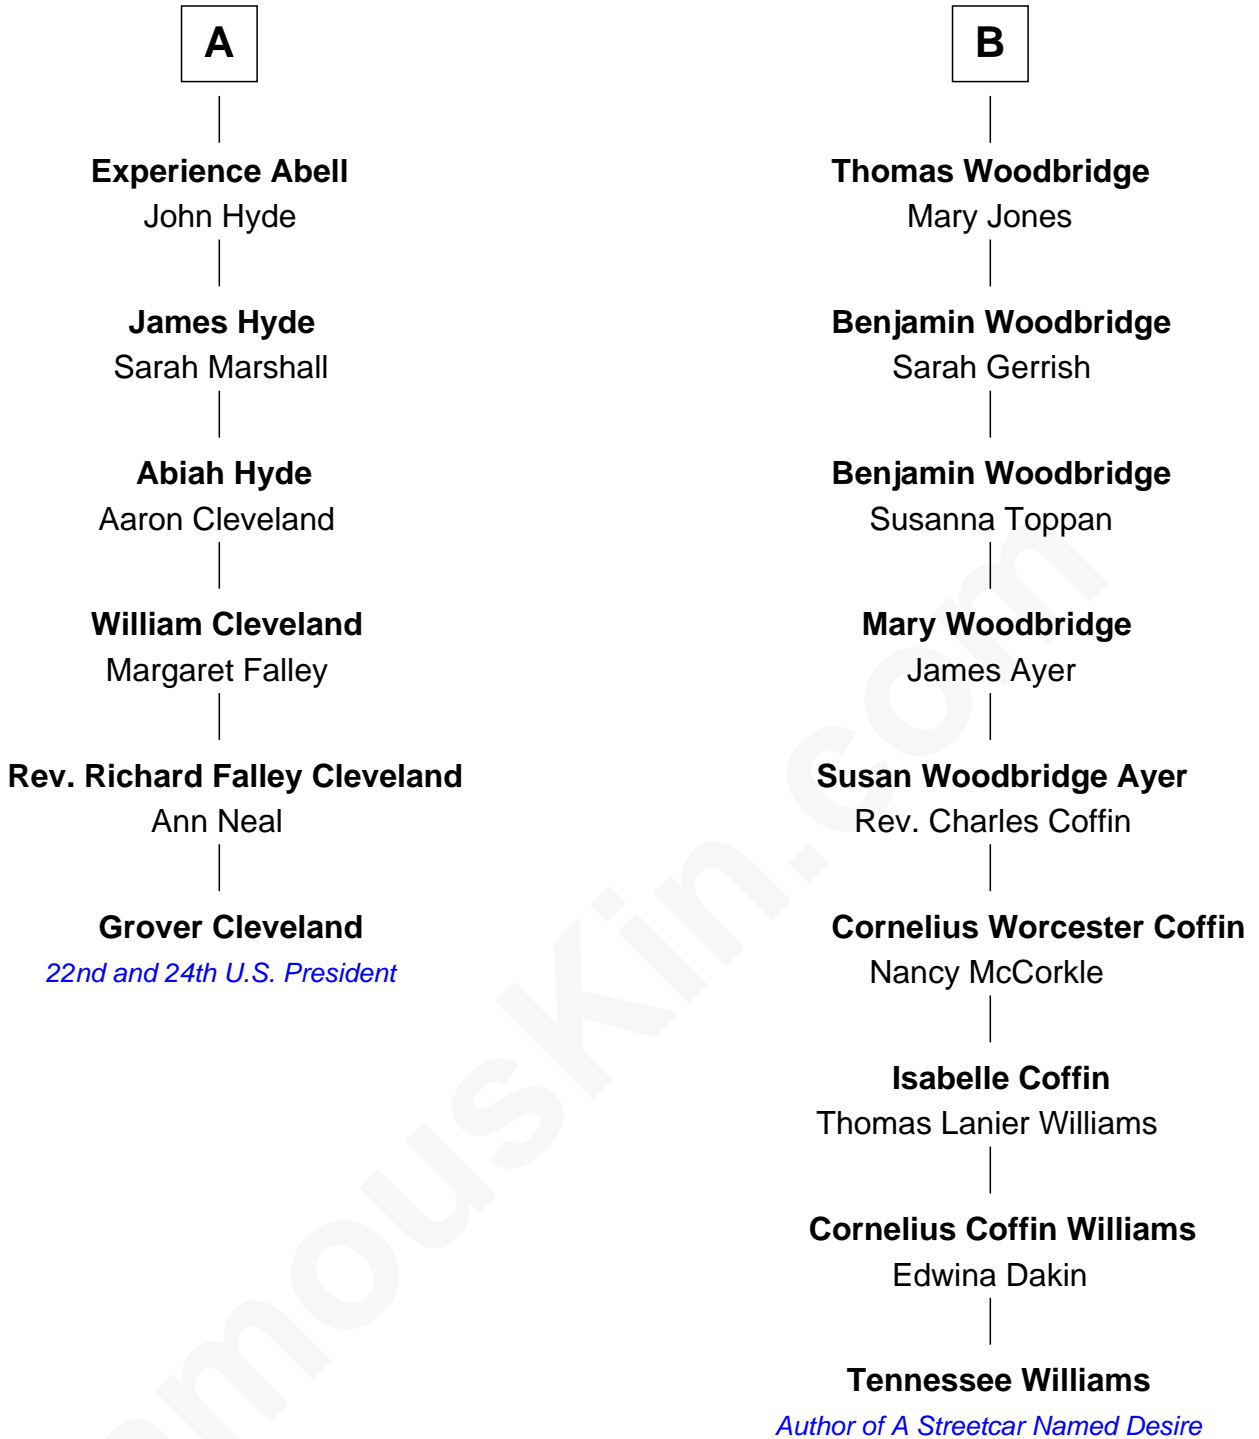 A
Experience Abell
John Hyde
James Hyde
Sarah Marshall
Abiah Hyde
Aaron Cleveland
William Cleveland
Margaret Falley
Rev. Richard Falley Cleveland
Ann Neal
Grover Cleveland
22nd and 24th U.S. President
B
Thomas Woodbridge
Mary Jones
Benjamin Woodbridge
Sarah Gerrish
Benjamin Woodbridge
Susanna Toppan
Mary Woodbridge
James Ayer
Susan Woodbridge Ayer
Rev. Charles Coffin
Cornelius Worcester Coffin
Nancy McCorkle
Isabelle Coffin
Thomas Lanier Williams
Cornelius Coffin Williams
Edwina Dakin
Tennessee Williams
Author of A Streetcar Named Desire
amousKin.com